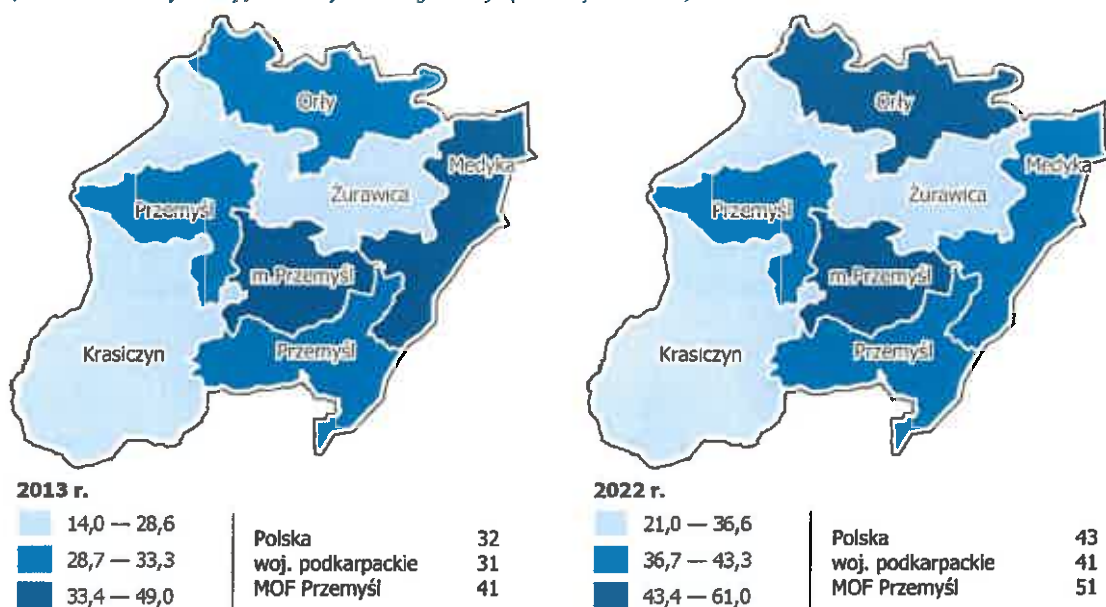 Orły
Medyka
Żurawica
Przemyśl
m.Przemyśl
Przemyśl
Krasiczyn
2013 r.
14,0 — 28,6
28,7 — 33,3
33,4 — 49,0
Polska 32
woj. podkarpackie 31
MOF Przemyśl 41
Orły
Medyka
Żurawica
Przemyśl
m.Przemyśl
Przemyśl
Krasiczyn
2022 r.
21,0 — 36,6
36,7 — 43,3
43,4 — 61,0
Polska 43
woj. podkarpackie 41
MOF Przemyśl 51